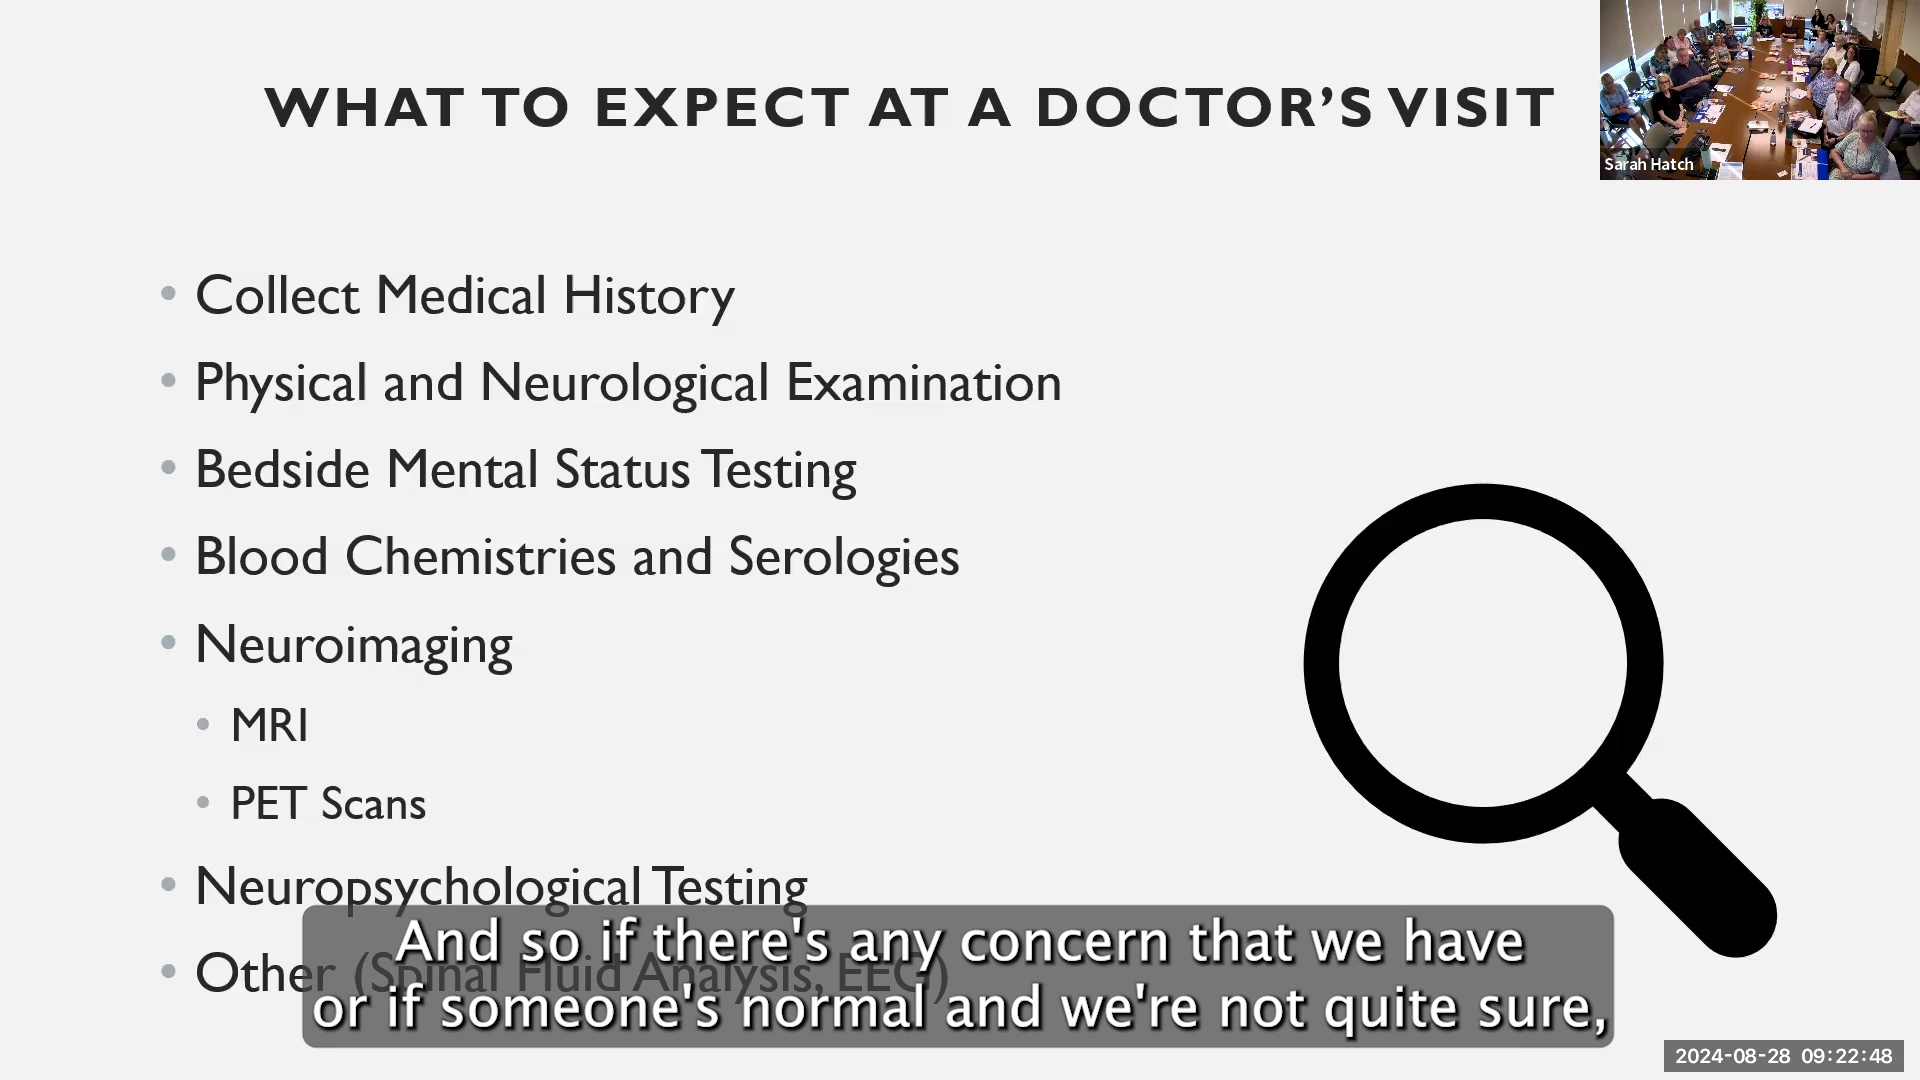 WHAT TO EXPECT AT A DOCTOR’S VISIT
Sarah Hatch
• Collect Medical History
• Physical and Neurological Examination
• Bedside Mental Status Testing
• Blood Chemistries and Serologies
• Neuroimaging
• MRI
• PET Scans
• Neuropsychological Testing
• Other (Spinal Fluid Analysis, EEG)
And so if there's any concern that we have
or if someone's normal and we're not quite sure,
2024-08-28 09:22:48